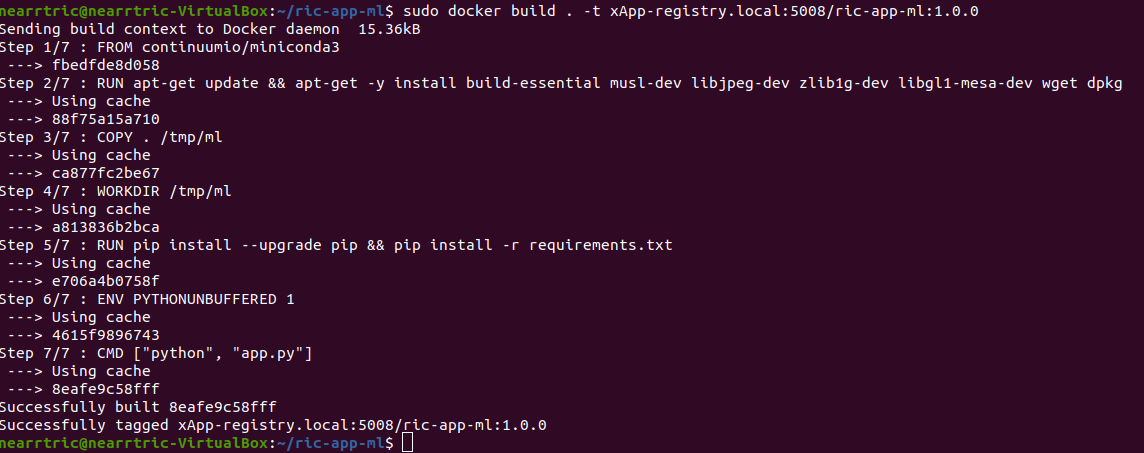 nearrtric@nearrtric-VirtualBox:~/ric-app-ml$ sudo docker build . -t xApp-registry.local:5008/ric-app-ml:1.0.0
Sending build context to Docker daemon  15.36kB
Step 1/7 : FROM continuumio/miniconda3
 ---> fbedfde8d058
Step 2/7 : RUN apt-get update && apt-get -y install build-essential musl-dev libjpeg-dev zlib1g-dev libgl1-mesa-dev wget dpkg
 ---> Using cache
 ---> 88f75a15a710
Step 3/7 : COPY . /tmp/ml
 ---> Using cache
 ---> ca877fc2be67
Step 4/7 : WORKDIR /tmp/ml
 ---> Using cache
 ---> a813836b2bca
Step 5/7 : RUN pip install --upgrade pip && pip install -r requirements.txt
 ---> Using cache
 ---> e706a4b0758f
Step 6/7 : ENV PYTHONUNBUFFERED 1
 ---> Using cache
 ---> 4615f9896743
Step 7/7 : CMD ["python", "app.py"]
 ---> Using cache
 ---> 8eafe9c58fff
Successfully built 8eafe9c58fff
Successfully tagged xApp-registry.local:5008/ric-app-ml:1.0.0
nearrtric@nearrtric-VirtualBox:~/ric-app-ml$